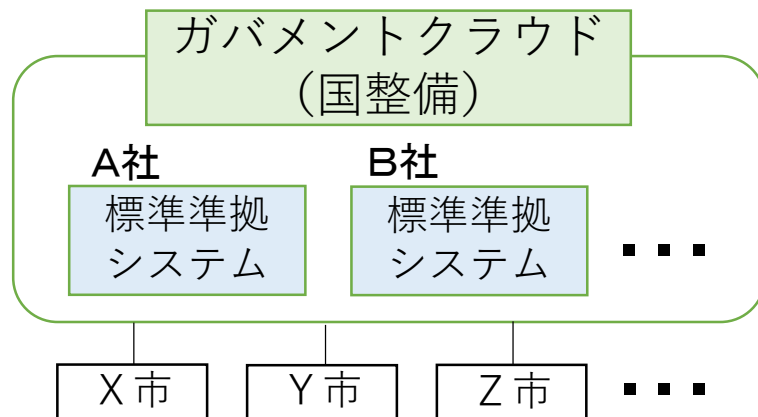 ガバメントクラウド
(国整備)
A社
B社
標準準拠
システム
標準準拠
システム
■ ■ ■
X市
Y市
Z市
■ ■ ■